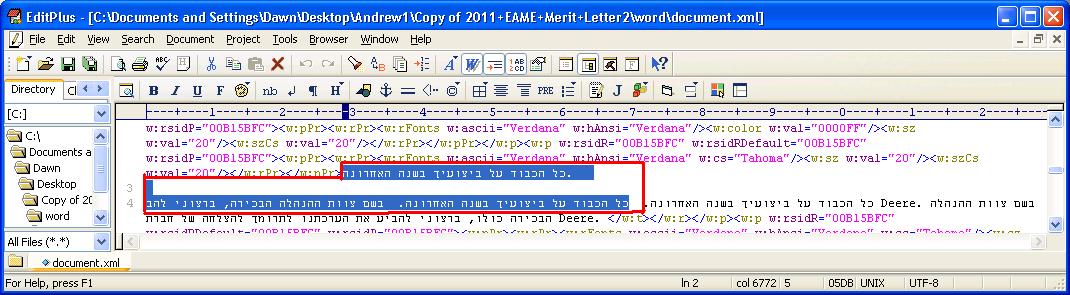 EditPlus - [C:\Documents and Settings\Dawn\Desktop\Andrew1\Copy of 2011+EAME+Merit+Letter2\word\document.xml]
File Edit View Search Document Project Tools Browser Window Help
Directory
[C:]
C:\
Documents a
Dawn
Desktop
Copy of 20
word
All Files (*.*)
----+----1----+----2----+----3----+----4----+----5----+----6----+----7----+----8----+----9----+----0----+----1----+----2----+----3--
w:rsidP="00B15BFC"><w:pPr><w:rPr><w:rFonts w:ascii="Verdana" w:hAnsi="Verdana"/><w:color w:val="0000FF"/><w:sz
w:val="20"/><w:szCs w:val="20"/></w:rPr></w:pPr></w:p><w:p w:rsidR="00B15BFC" w:rsidRDefault="00B15BFC"
w:rsidP="00B15BFC"><w:pPr><w:rPr><w:rFonts w:ascii="Verdana" w:hAnsi="Verdana" w:cs="Tahoma"/><w:sz w:val="20"/><w:szCs
w:val="20"/></w:rPr></w:pPr>כל הכבוד על ביצועיך בשנה האחרונה.
3
4 כל הכבוד על ביצועיך בשנה האחרונה. בשם צוות ההנהלה הבכירה, ברצוני להב כל הכבוד על ביצועיך בשנה האחרונה. Deere. בשם צוות ההנהלה
הבכירה כולו, ברצוני להביע את הערכתנו לתרומך להצלחה של חברת Deere. </w:t></w:r></w:p><w:p w:rsidR="00B15BFC"
document.xml
For Help, press F1
ln 2
col 6772
5
05DB
UNIX
UTF-8